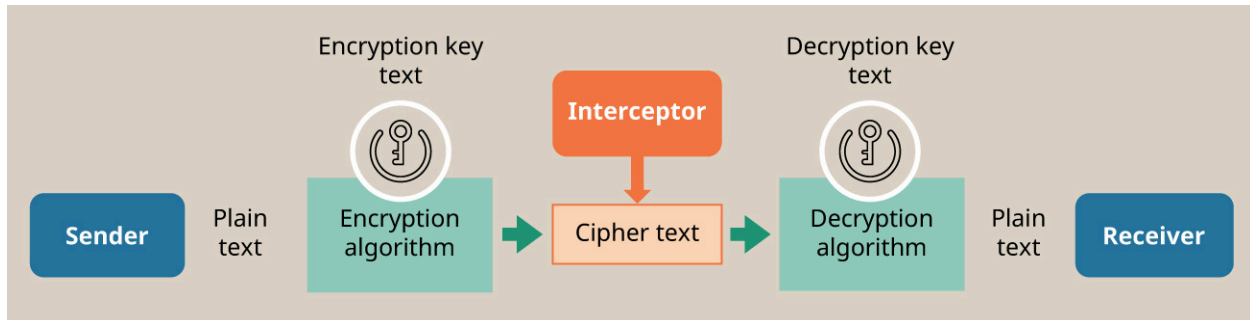 Encryption key
text
Decryption key
text
Interceptor
Sender
Plain
text
Encryption
algorithm
Cipher text
Decryption
algorithm
Plain
text
Receiver